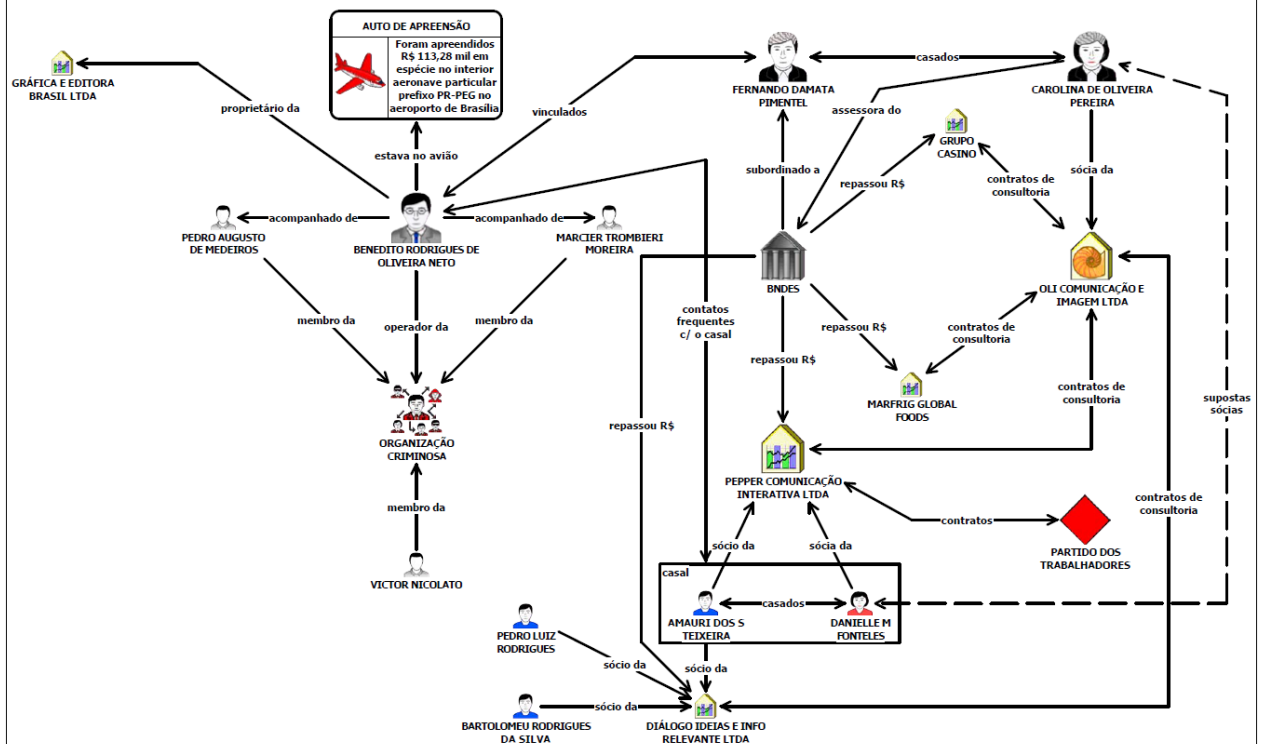 AUTO DE APREENSÃO
Foram apreendidos
R$ 113,28 mil em
espécie no interior
aeronave particular
prefixo PR-PEG no
aeroporto de Brasília
GRÁFICA E EDITORA
BRASIL LTDA
proprietário da
estava no avião
vinculados
FERNANDO DAMATA
PIMENTEL
casados
CAROLINA DE OLIVEIRA
PEREIRA
assessora do
GRUPO
CASINO
subordinado a
repassou R$
contratos de
consultoria
sócia da
acompanhado de
acompanhado de
PEDRO AUGUSTO
DE MEDEIROS
BENEDITO RODRIGUES DE
OLIVEIRA NETO
MARCIER TROMBIERI
MOREIRA
BNDES
OLI COMUNICAÇÃO E
IMAGEM LTDA
membro da
operador da
membro da
contatos
frequentes
c/ o casal
repassou R$
contratos de
consultoria
repassou R$
MARFRIG GLOBAL
FOODS
contratos de
consultoria
supostas
sócias
repassou R$
ORGANIZAÇÃO
CRIMINOSA
PEPPER COMUNICAÇÃO
INTERATIVA LTDA
contratos de
consultoria
membro da
contratos
PARTIDO DOS
TRABALHADORES
sócio da
sócia da
VICTOR NICOLATO
casal
casados
AMAURI DOS S
TEIXEIRA
DANIELLE M
FONTELES
PEDRO LUIZ
RODRIGUES
sócio da
sócio da
sócio da
BARTOLOMEU RODRIGUES
DA SILVA
DIÁLOGO IDEIAS E INFO
RELEVANTE LTDA